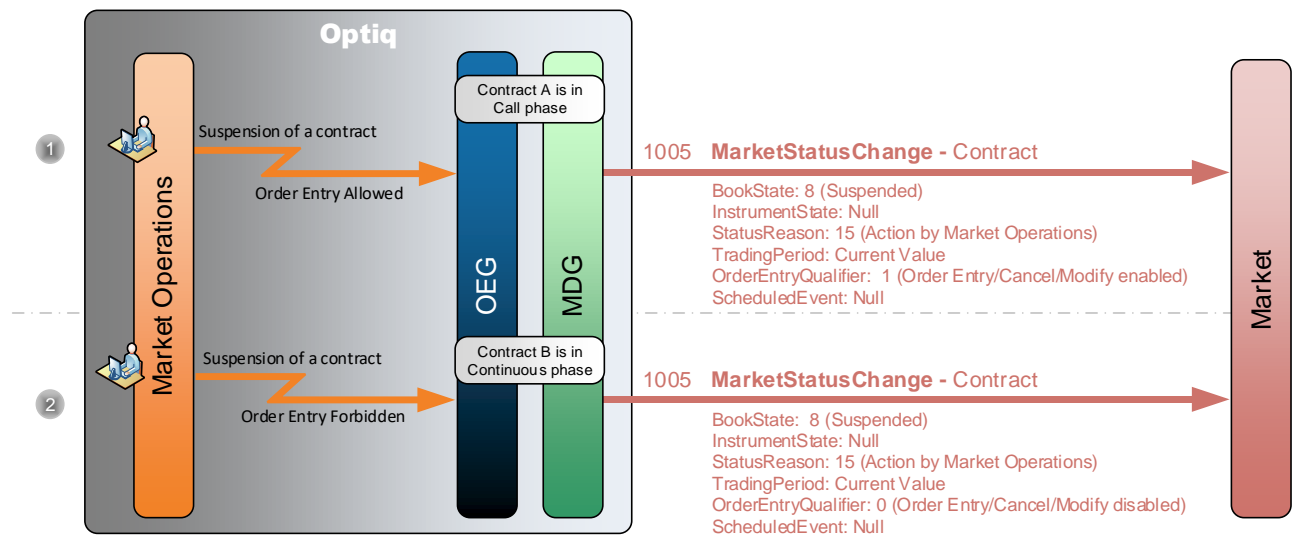 Optiq
Market Operations
OEG
MDG
Market
1
Contract A is in
Call phase
Suspension of a contract
Order Entry Allowed
1005 MarketStatusChange - Contract
BookState: 8 (Suspended)
InstrumentState: Null
StatusReason: 15 (Action by Market Operations)
TradingPeriod: Current Value
OrderEntryQualifier: 1 (Order Entry/Cancel/Modify enabled)
ScheduledEvent: Null
2
Contract B is in
Continuous phase
Suspension of a contract
Order Entry Forbidden
1005 MarketStatusChange - Contract
BookState: 8 (Suspended)
InstrumentState: Null
StatusReason: 15 (Action by Market Operations)
TradingPeriod: Current Value
OrderEntryQualifier: 0 (Order Entry/Cancel/Modify disabled)
ScheduledEvent: Null